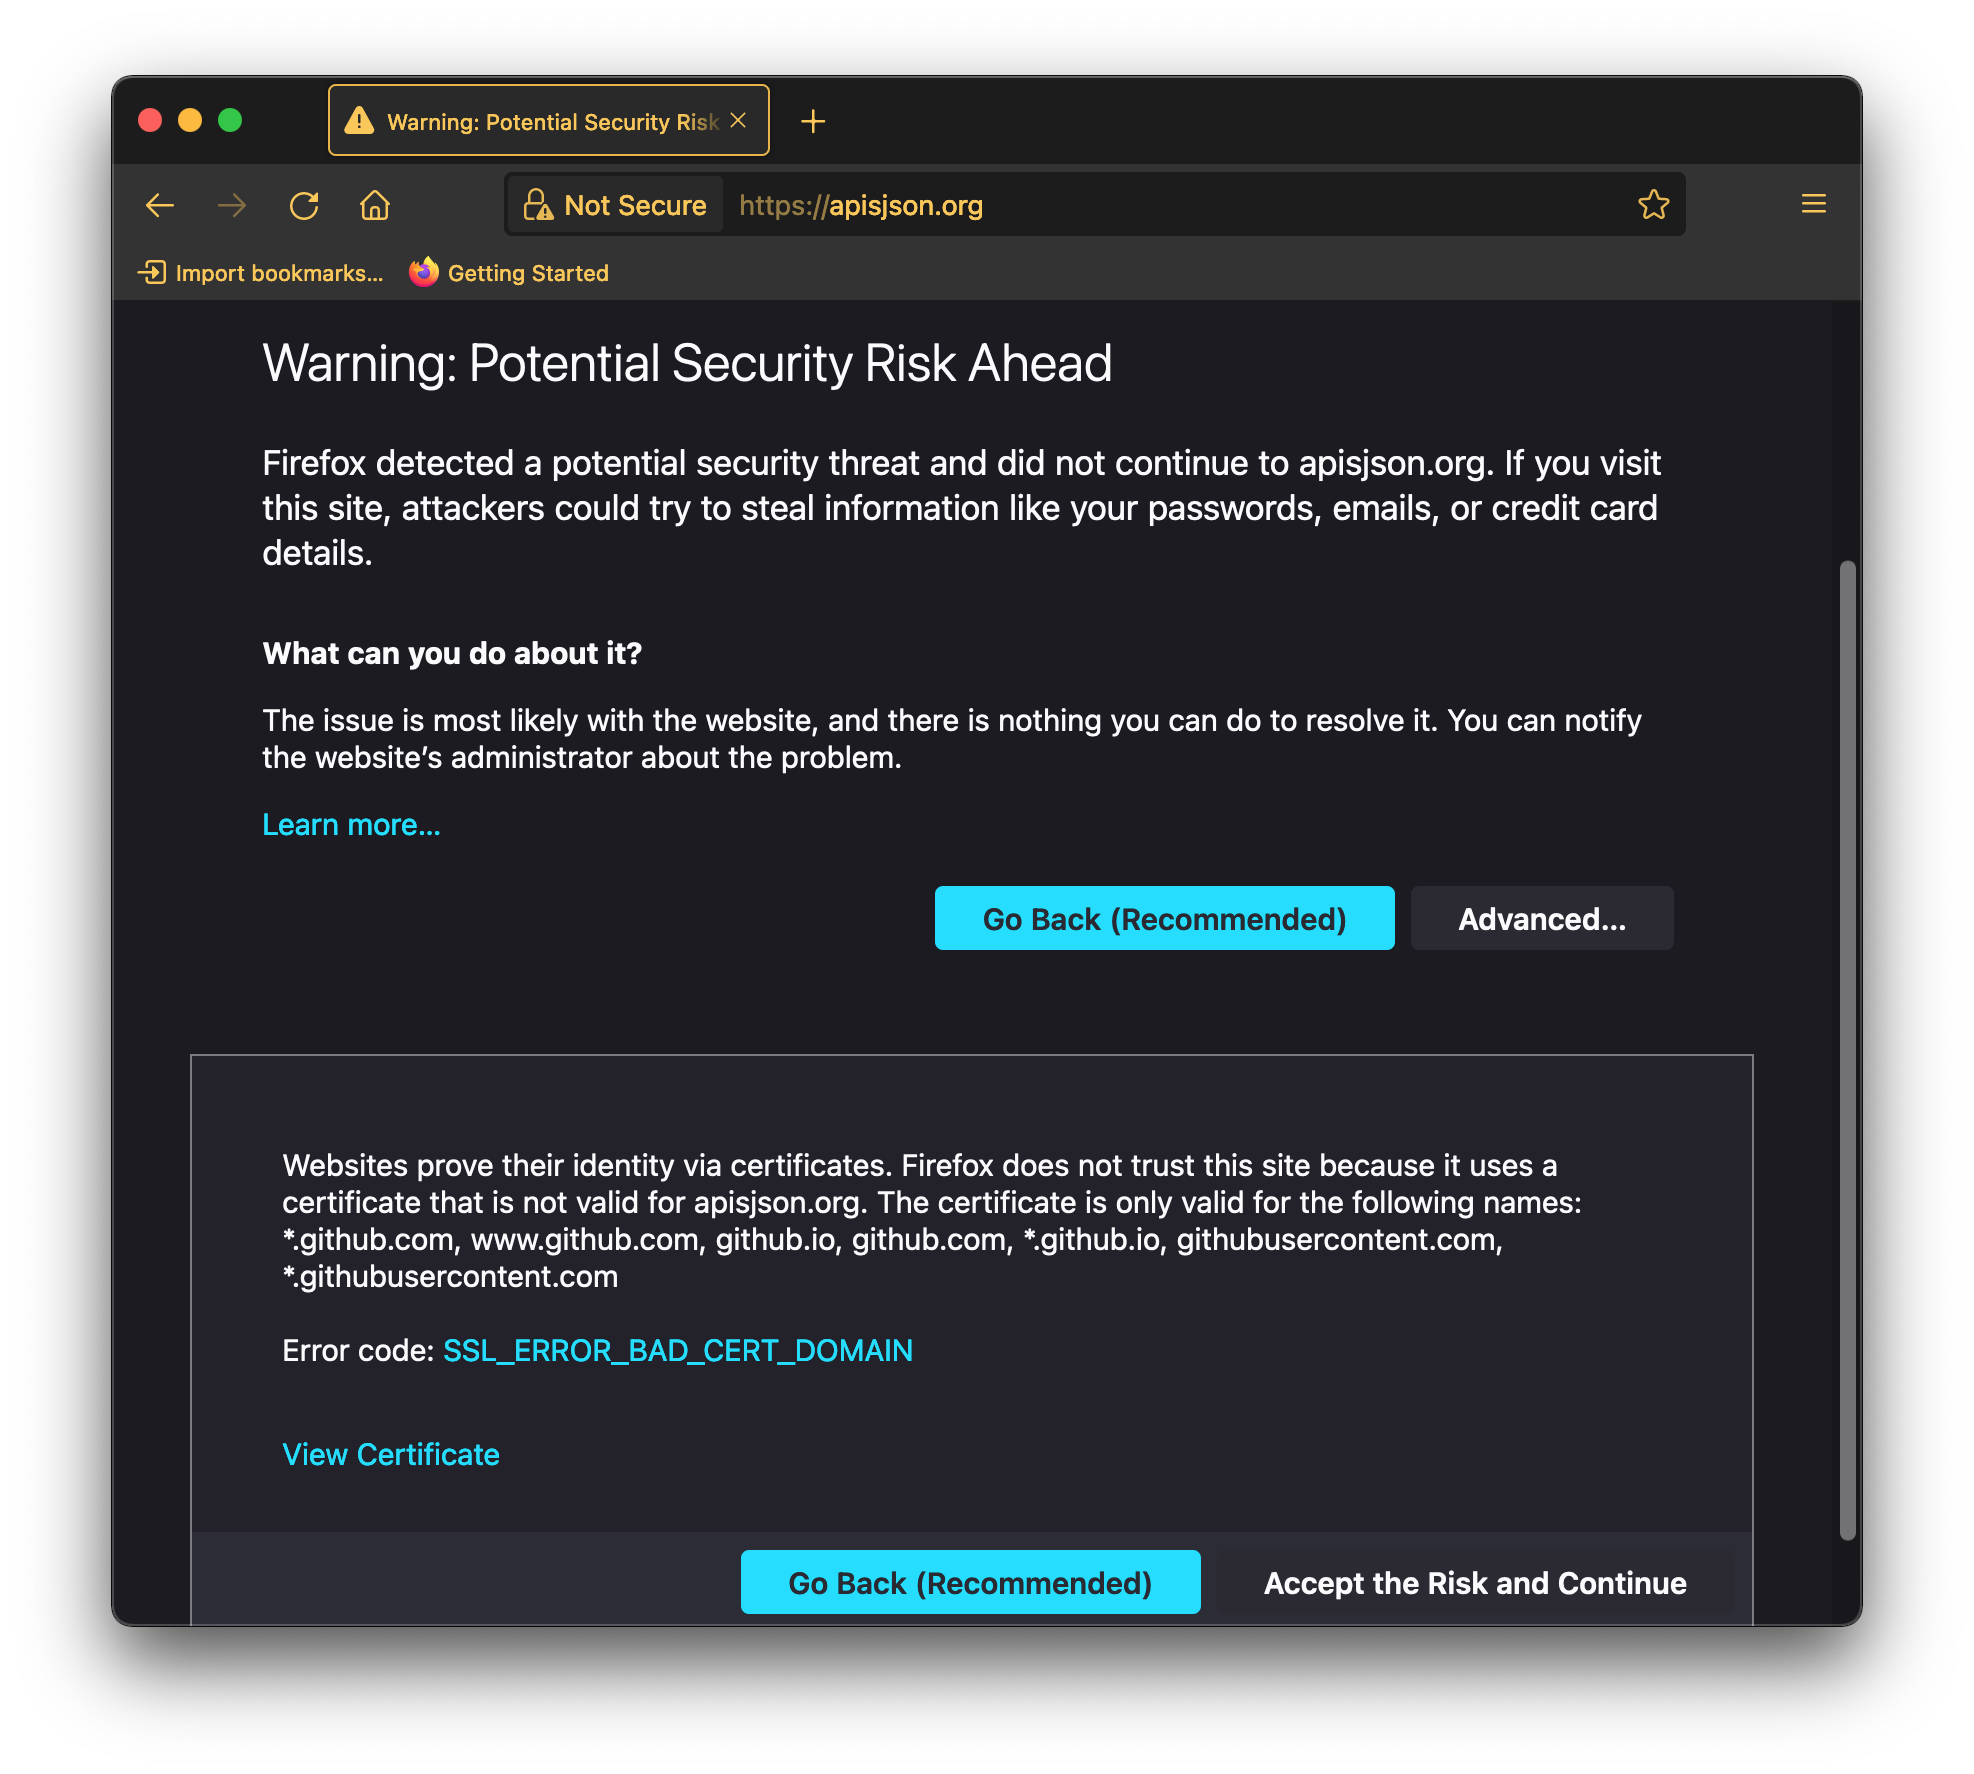 Warning: Potential Security Risk
Not Secure
https://apisjson.org
Import bookmarks...
Getting Started
Warning: Potential Security Risk Ahead
Firefox detected a potential security threat and did not continue to apisjson.org. If you visit
this site, attackers could try to steal information like your passwords, emails, or credit card
details.
What can you do about it?
The issue is most likely with the website, and there is nothing you can do to resolve it. You can notify
the website’s administrator about the problem.
Learn more…
Go Back (Recommended)
Advanced...
Websites prove their identity via certificates. Firefox does not trust this site because it uses a
certificate that is not valid for apisjson.org. The certificate is only valid for the following names:
*.github.com, www.github.com, github.io, github.com, *.github.io, githubusercontent.com,
*.githubusercontent.com
Error code: SSL_ERROR_BAD_CERT_DOMAIN
View Certificate
Go Back (Recommended)
Accept the Risk and Continue